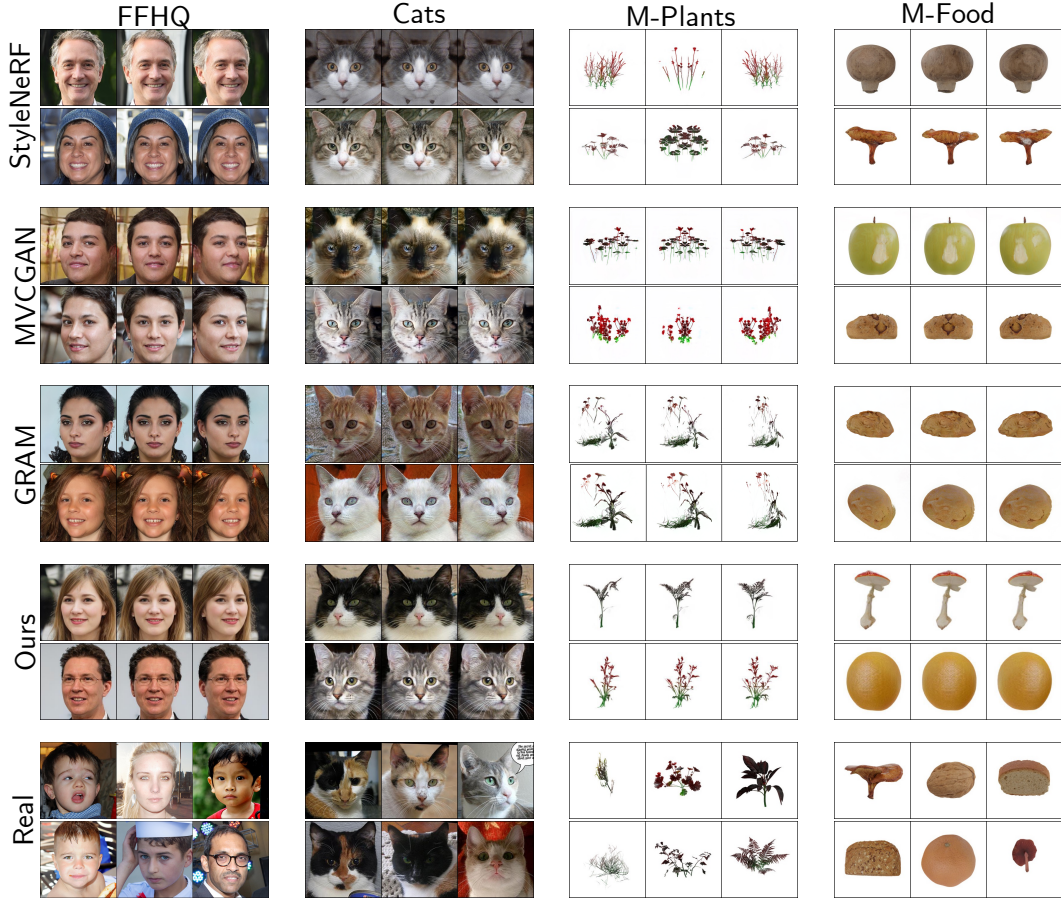 FFHQ Cats M-Plants M-Food
StyleNeRF
MVCGAN
GRAM
Ours
Real